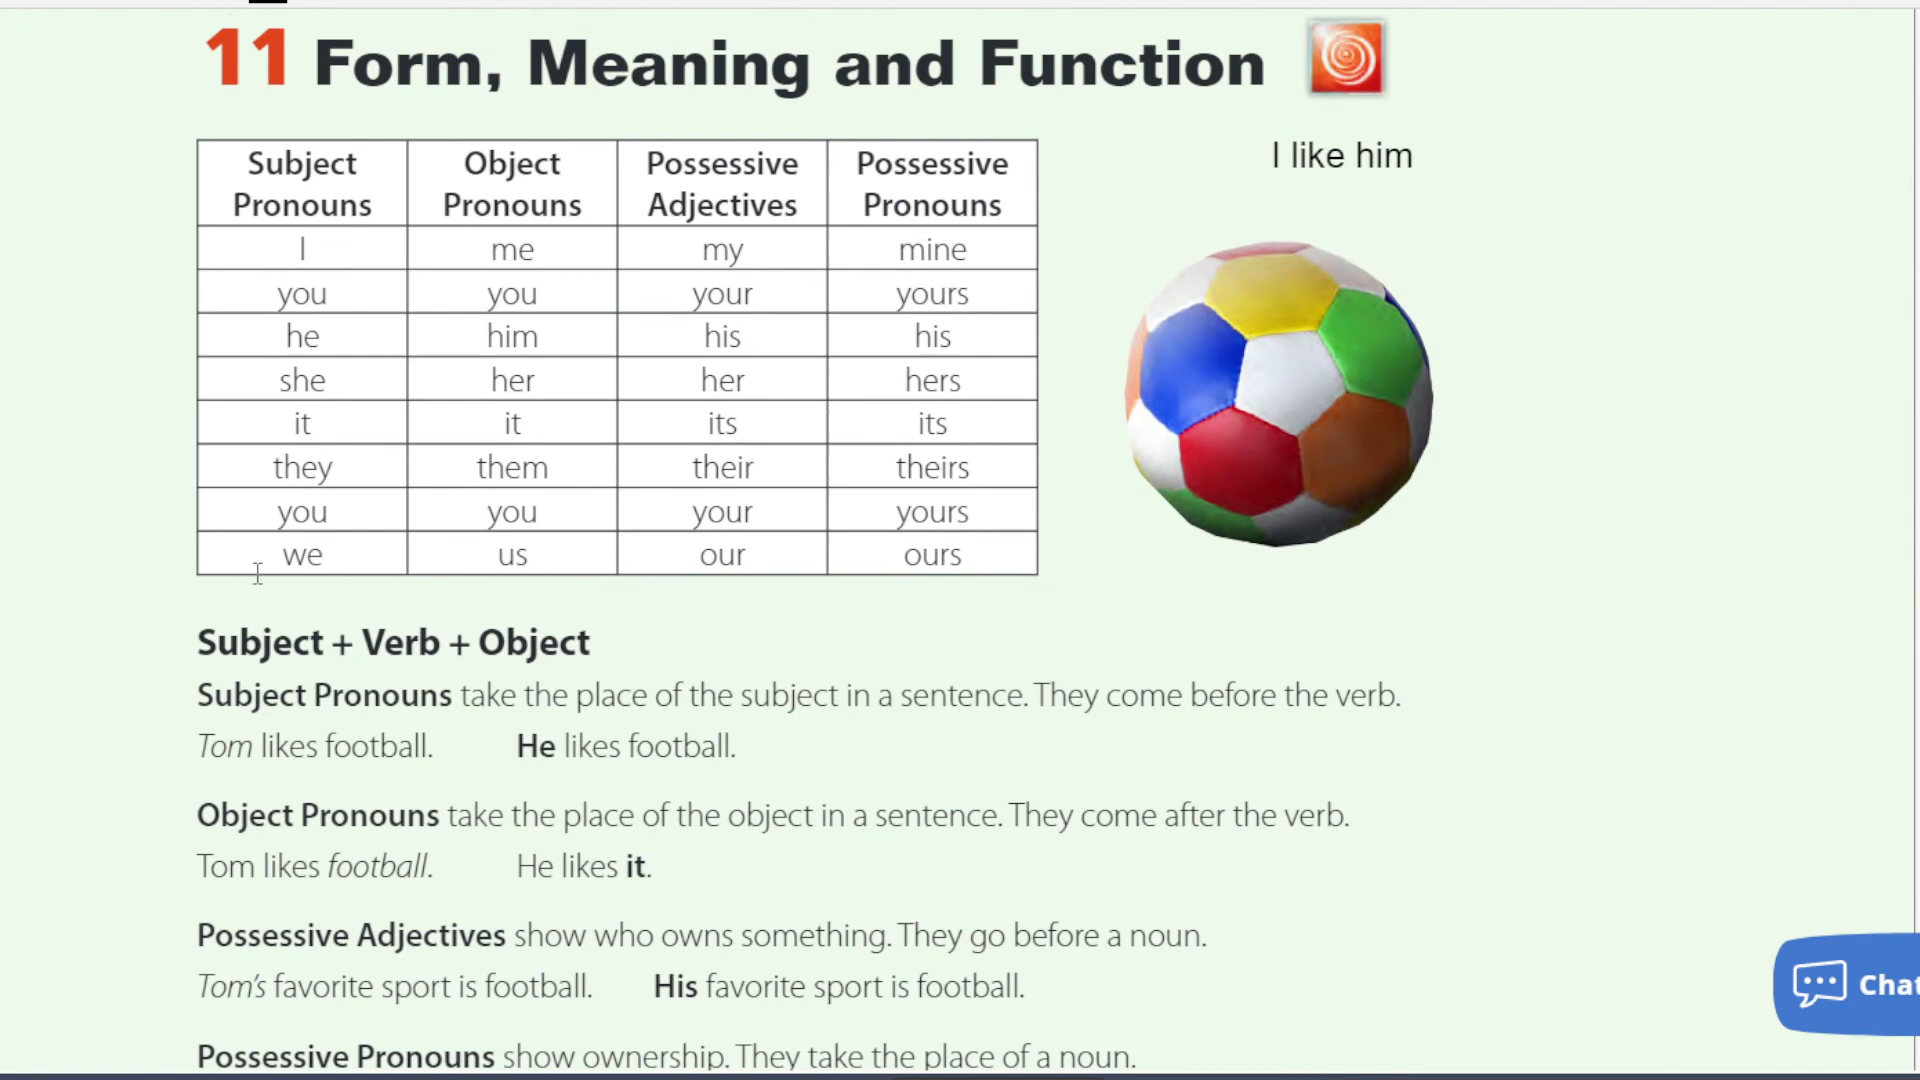 11 Form, Meaning and Function
I like him
Subject Pronouns Object Pronouns Possessive Adjectives Possessive Pronouns
I me my mine
you you your yours
he him his his
she her her hers
it it its its
they them their theirs
you you your yours
we us our ours
Subject + Verb + Object
Subject Pronouns take the place of the subject in a sentence. They come before the verb.
Tom likes football. He likes football.
Object Pronouns take the place of the object in a sentence. They come after the verb.
Tom likes football. He likes it.
Possessive Adjectives show who owns something. They go before a noun.
Tom's favorite sport is football. His favorite sport is football.
Chat
Possessive Pronouns show ownership. They take the place of a noun.